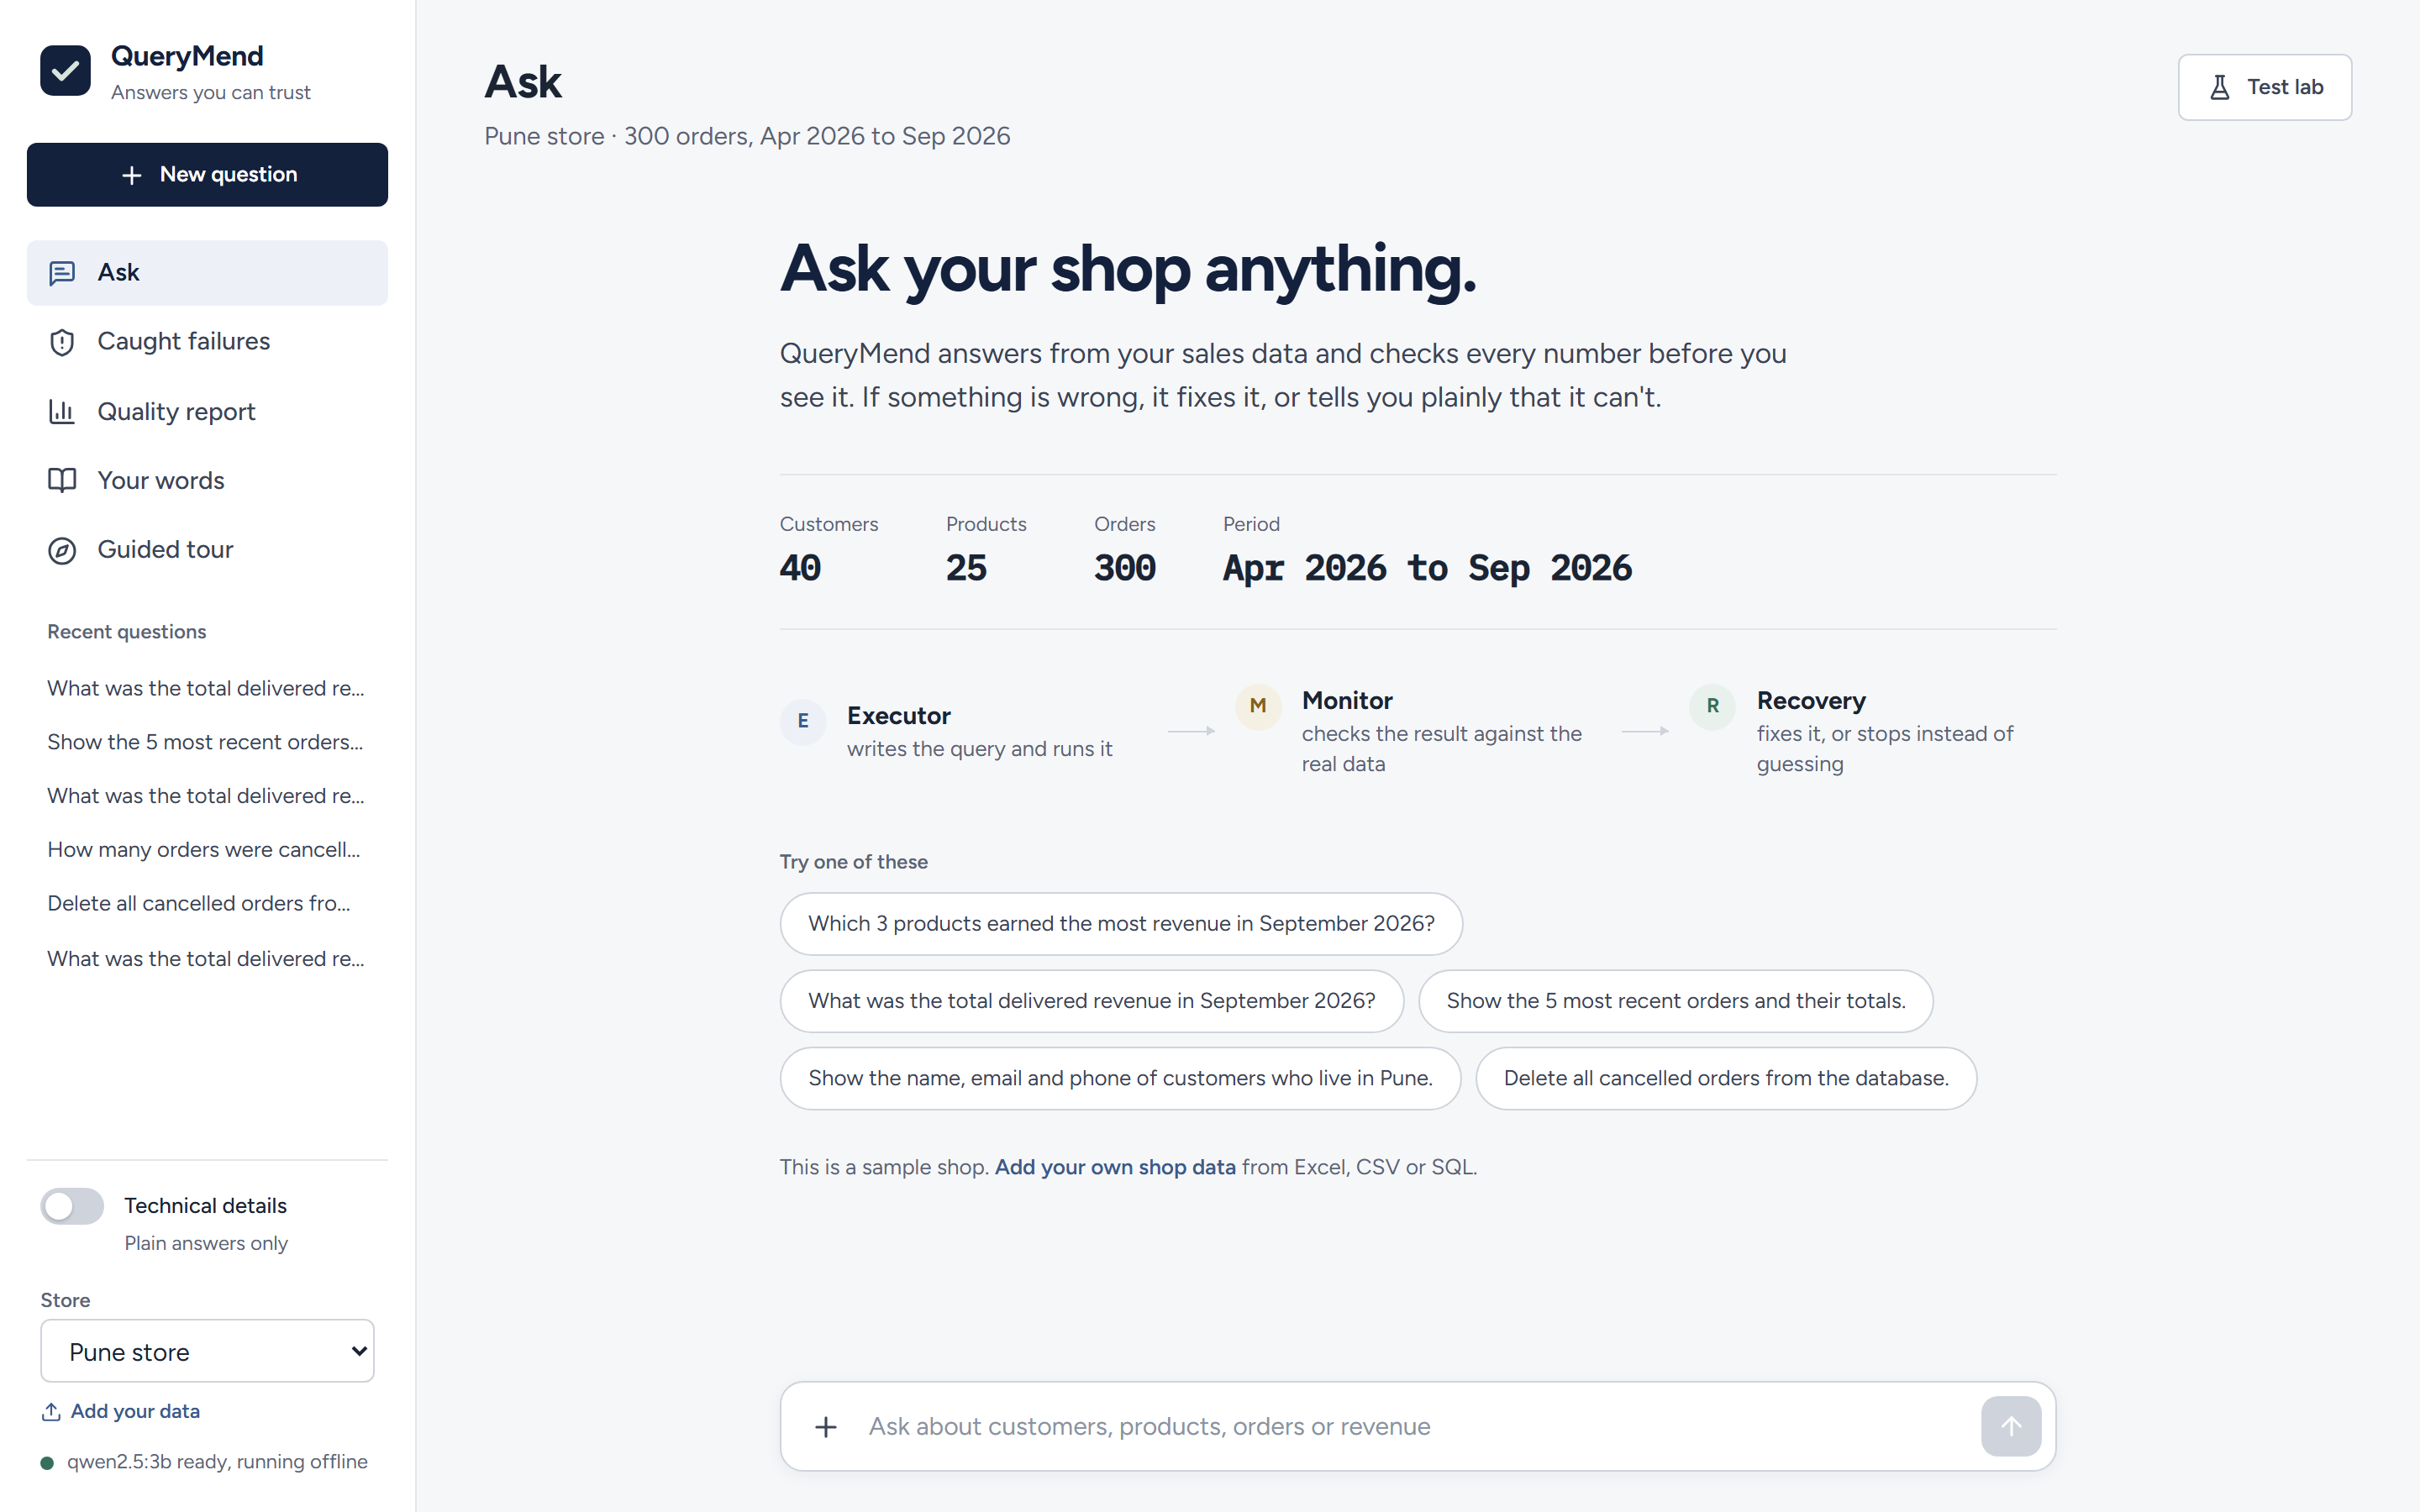 QueryMend
Answers you can trust
New question
Ask
Caught failures
Quality report
Your words
Guided tour
Recent questions
What was the total delivered re...
Show the 5 most recent orders...
What was the total delivered re...
How many orders were cancell...
Delete all cancelled orders fro...
What was the total delivered re...
Technical details
Plain answers only
Store
Pune store
Add your data
qwen2.5:3b ready, running offline
Ask
Pune store · 300 orders, Apr 2026 to Sep 2026
Test lab
Ask your shop anything.
QueryMend answers from your sales data and checks every number before you
see it. If something is wrong, it fixes it, or tells you plainly that it can't.
Customers Products Orders Period
40 25 300 Apr 2026 to Sep 2026
E Executor
writes the query and runs it
M Monitor
checks the result against the
real data
R Recovery
fixes it, or stops instead of
guessing
Try one of these
Which 3 products earned the most revenue in September 2026?
What was the total delivered revenue in September 2026? Show the 5 most recent orders and their totals.
Show the name, email and phone of customers who live in Pune. Delete all cancelled orders from the database.
This is a sample shop. Add your own shop data from Excel, CSV or SQL.
Ask about customers, products, orders or revenue